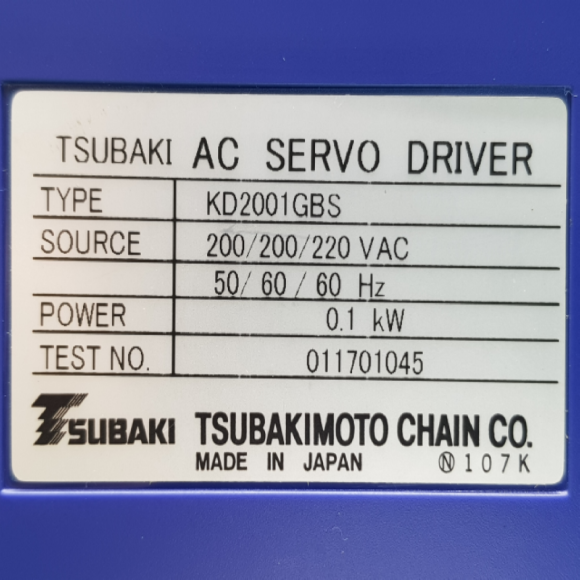 TSUBAKI AC SERVO DRIVER
TYPE KD2001GBS
SOURCE 200/200/220 VAC
50/ 60 / 60 Hz
POWER 0.1 kW
TEST NO. 011701045
TSUBAKI TSUBAKIMOTO CHAIN CO.
MADE IN JAPAN Ⓝ107K